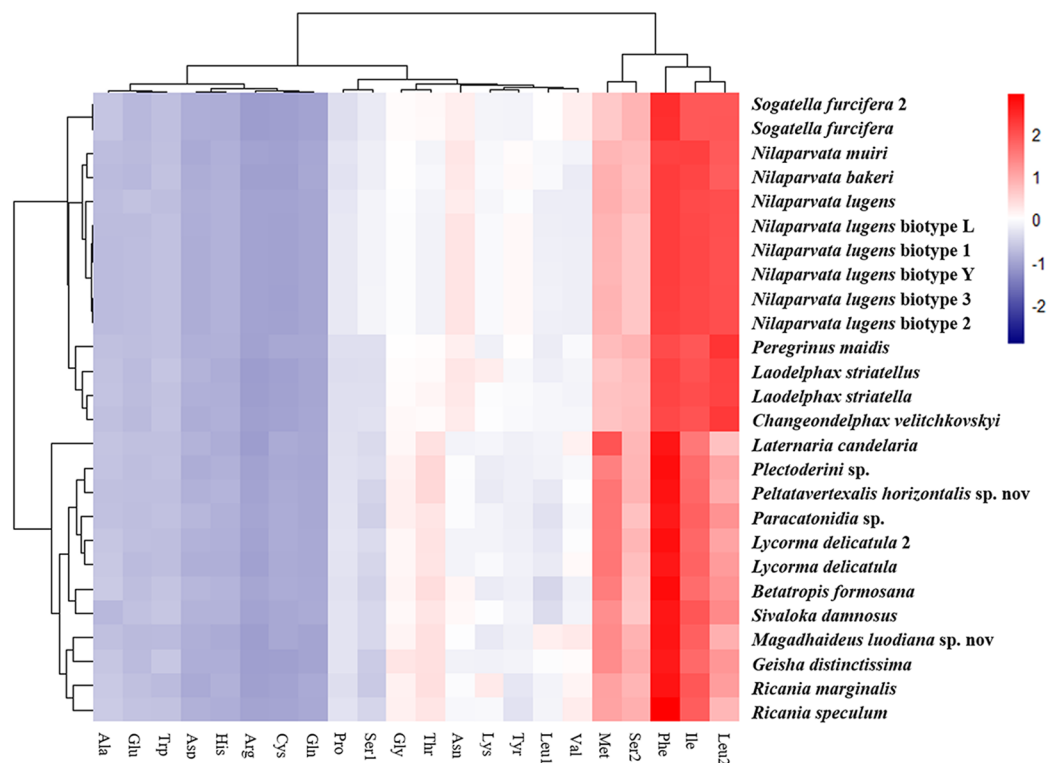 Sogatella furcifera 2
Sogatella furcifera
Nilaparvata muiri
Nilaparvata bakeri
Nilaparvata lugens
Nilaparvata lugens biotype L
Nilaparvata lugens biotype 1
Nilaparvata lugens biotype Y
Nilaparvata lugens biotype 3
Nilaparvata lugens biotype 2
Peregrinus maidis
Laodelphax striatellus
Laodelphax striatella
Changeondelphax velitchkovskyi
Laternaria candelaria
Plectoderini sp.
Peltatavertexalis horizontalis sp. nov
Paracatonidia sp.
Lycorma delicatula 2
Lycorma delicatula
Betatropis formosana
Sivaloka damnosus
Magadhaideus luodiana sp. nov
Geisha distinctissima
Ricania marginalis
Ricania speculum
2
1
0
-1
-2
Ala Glu Trp Asp His Arg Cys Gln Pro Ser1 Gly Thr Asn Lys Tyr Leu1 Val Met Ser2 Phe Ile Leu2